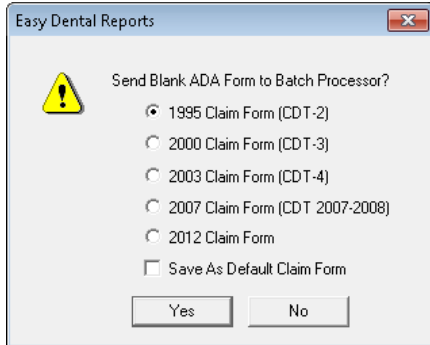 Easy Dental Reports
Send Blank ADA Form to Batch Processor?
1995 Claim Form (CDT-2)
2000 Claim Form (CDT-3)
2003 Claim Form (CDT-4)
2007 Claim Form (CDT 2007-2008)
2012 Claim Form
Save As Default Claim Form
Yes No